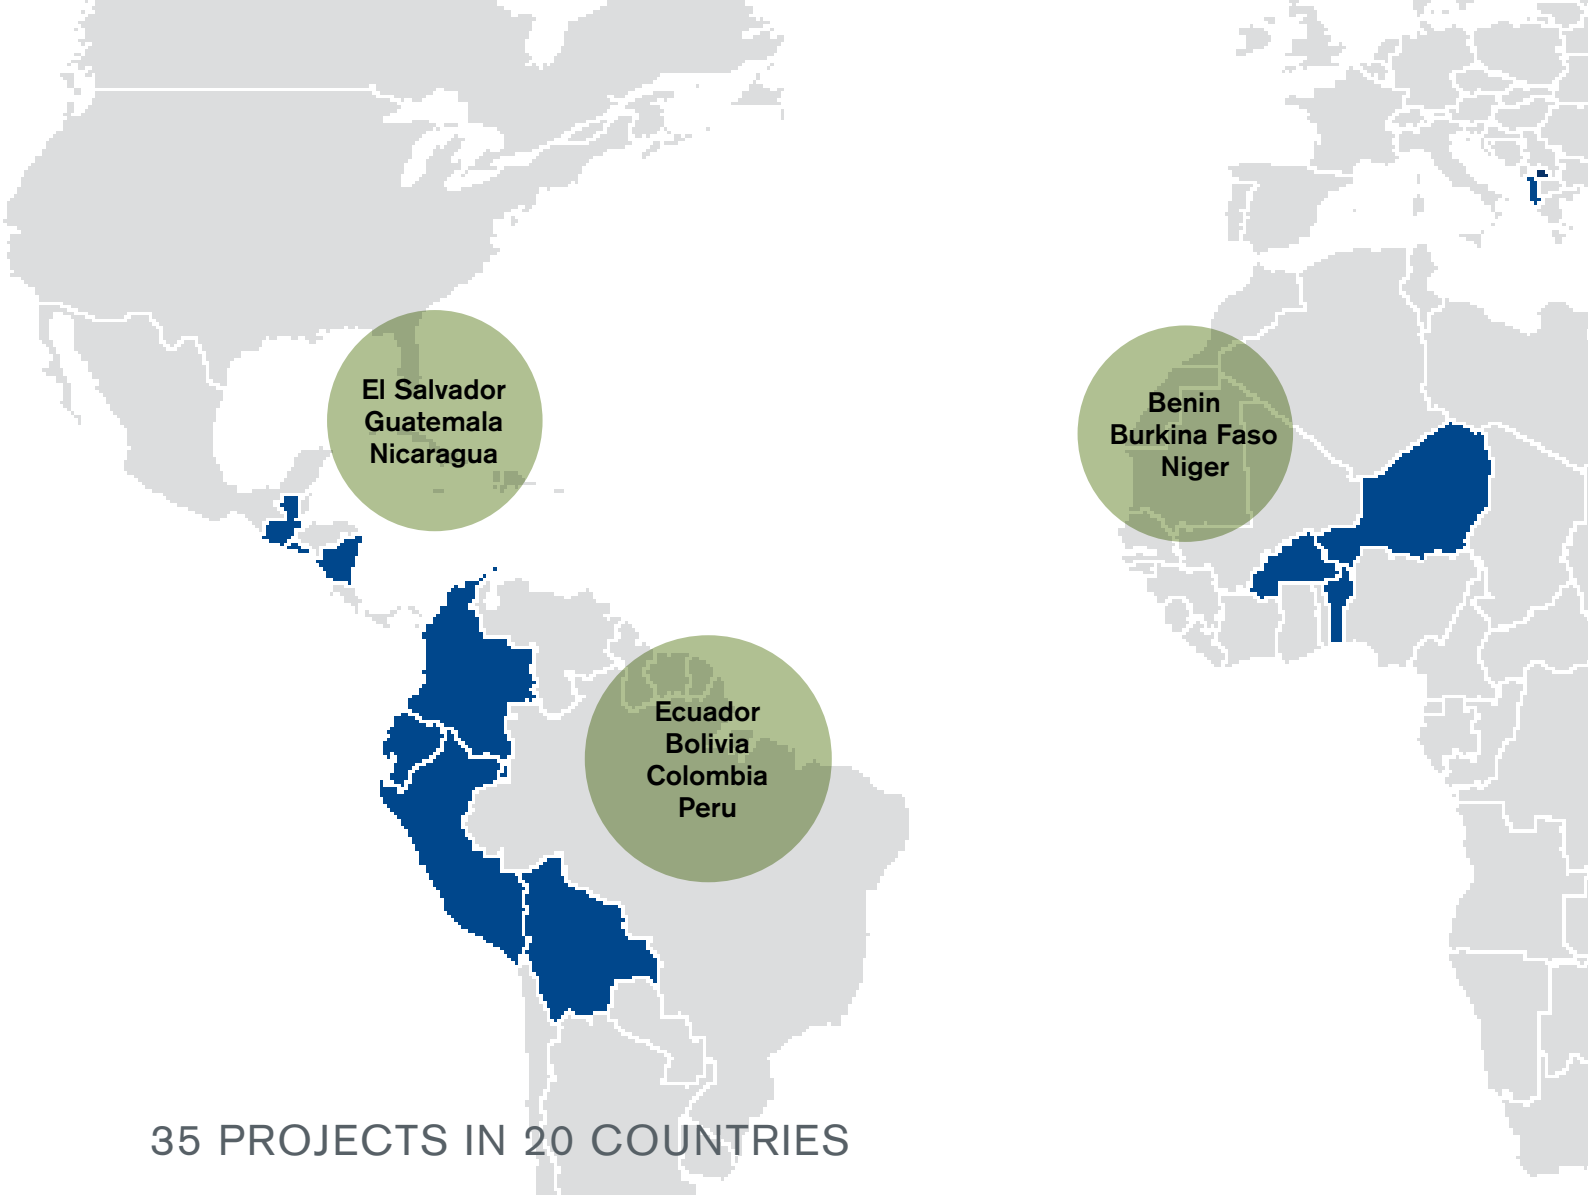 El Salvador
Guatemala
Nicaragua
Benin
Burkina Faso
Niger
Ecuador
Bolivia
Colombia
Peru
35 PROJECTS IN 20 COUNTRIES